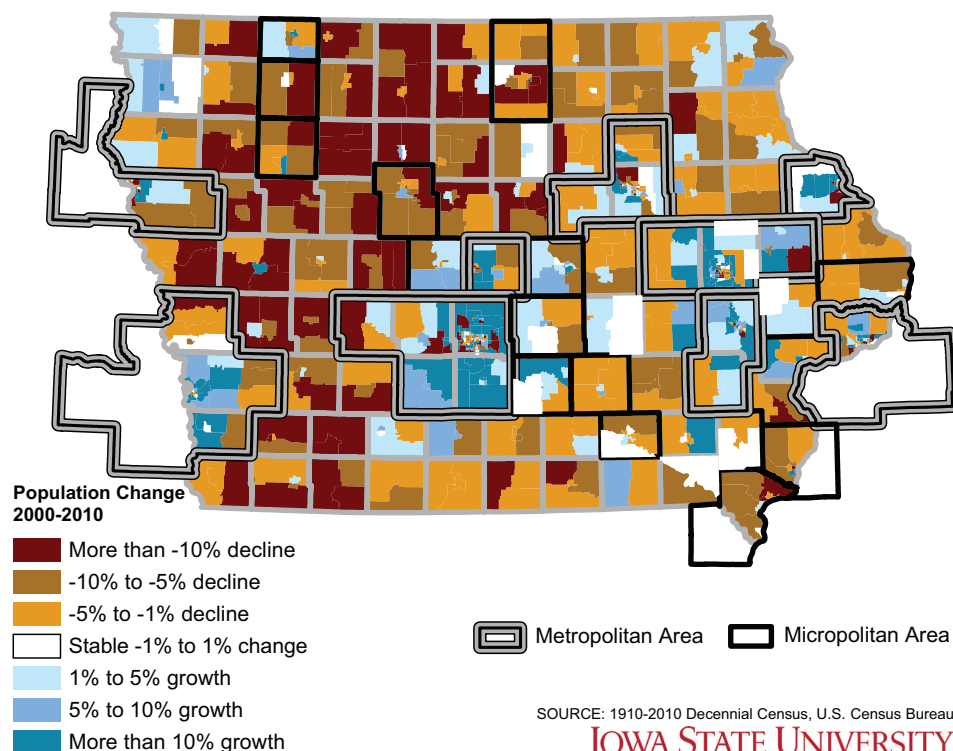 Population Change
2000-2010
More than -10% decline
-10% to -5% decline
-5% to -1% decline
Stable -1% to 1% change
1% to 5% growth
5% to 10% growth
More than 10% growth
Metropolitan Area
Micropolitan Area
SOURCE: 1910-2010 Decennial Census, U.S. Census Bureau
IOWA STATE UNIVERSITY